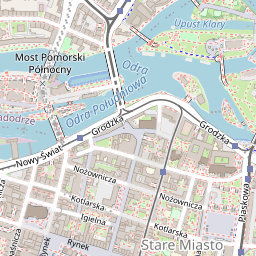 Upust Klary
Most Pomorski
Północny
Odra
Odra Południowa
Grodzka
Grodzka
Nowy Świat
Nożownicza
Nożownicza
Kotlarska
Kotlarska
Igielna
Rynek
Stare Miasto
Piaskowa